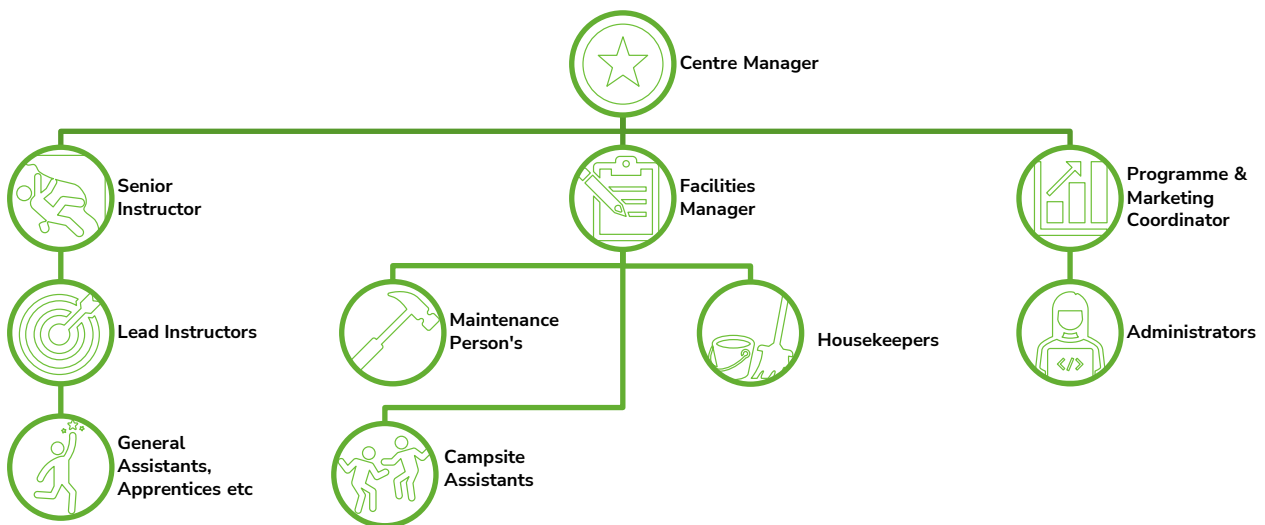 Centre Manager
Senior
Instructor
Facilities
Manager
Programme &
Marketing
Coordinator
Lead Instructors
Maintenance
Person's
Housekeepers
Administrators
</>
General
Assistants,
Apprentices etc
Campsite
Assistants